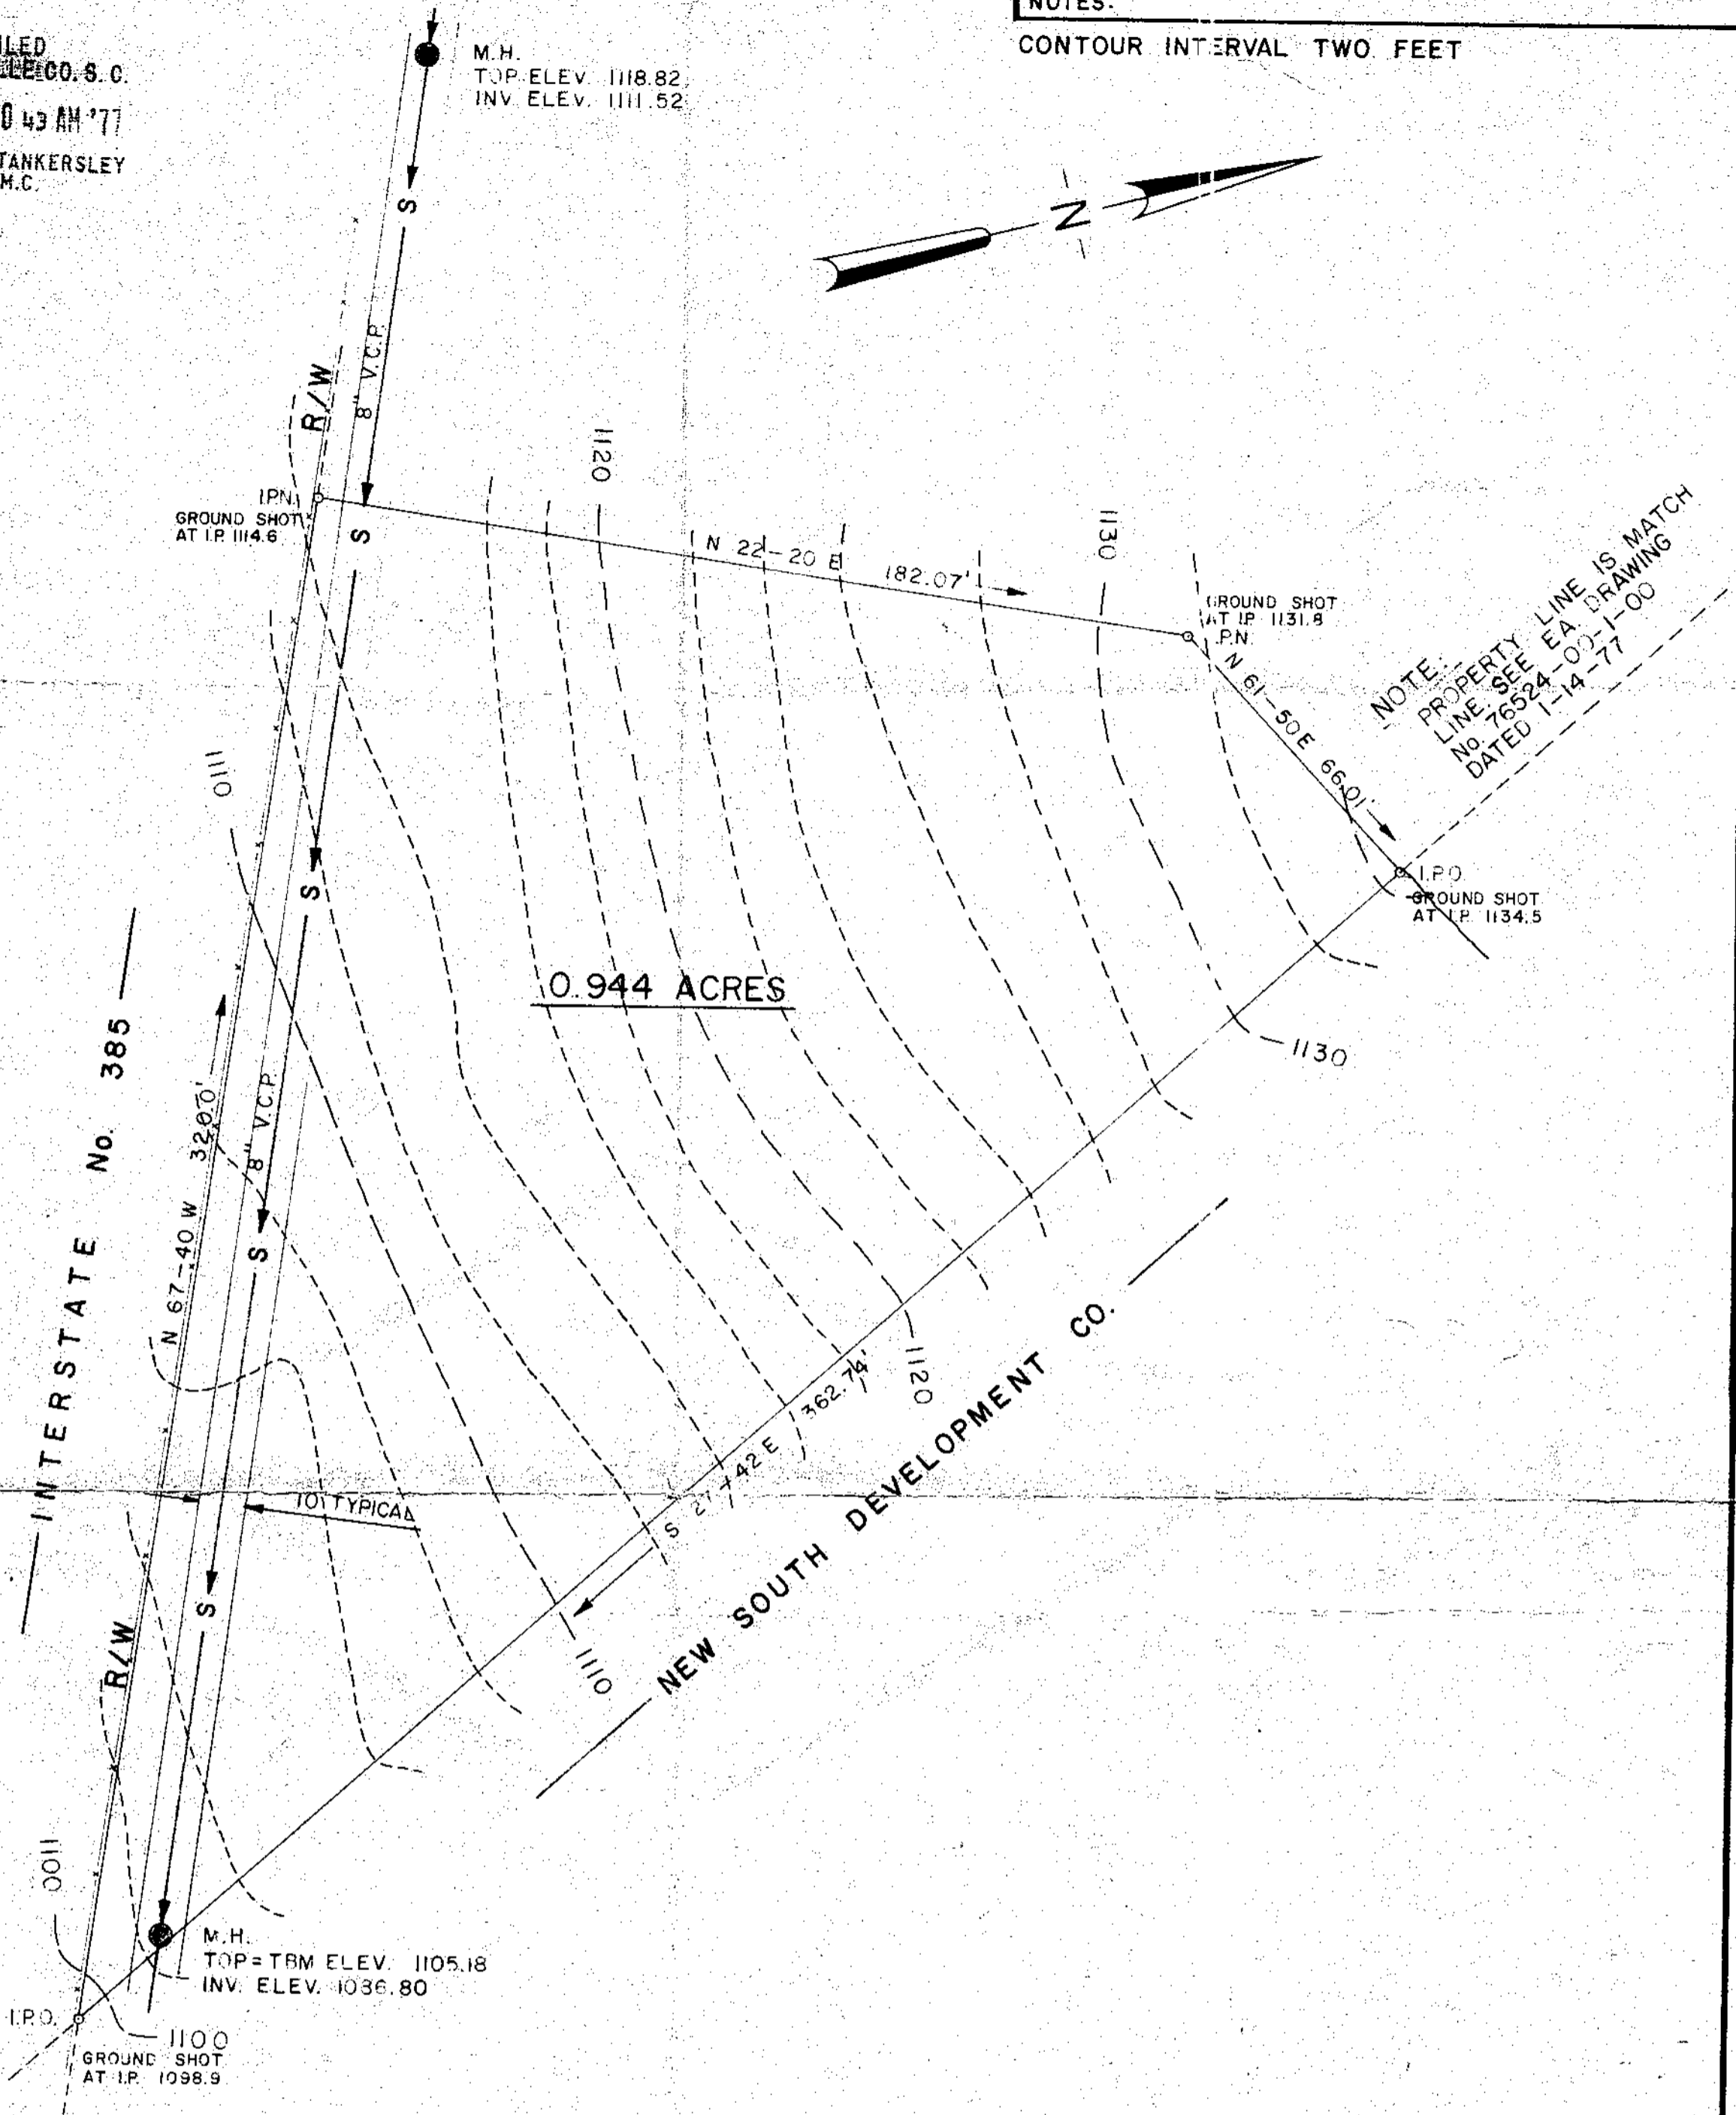 NOTES:
CONTOUR INTERVAL TWO FEET
CO. S. C.
43 AM '77
TANKERSLEY
M.C.
M.H.
TOP ELEV. 1118.82
INV. ELEV. 1111.52
N
S
8" V.C.P.
R/W
I.P.N.
GROUND SHOT
AT I.P. 1114.6
S
1120
N 22-20 E 182.07'
1130
GROUND SHOT
AT I.P. 1131.8
I.P.N.
N 61-50 E 66.01'
NOTE:
PROPERTY LINE IS MATCH
LINE, SEE EA. DRAWING
No. 76524-00-1-00
DATED 1-14-77
I.P.O.
GROUND SHOT
AT I.P. 1134.5
1110
S
0.944 ACRES
1130
INTERSTATE No. 385
N 67-40 W 320.0'
8" V.C.P.
S
1120
362.74'
S 27-42 E
NEW SOUTH DEVELOPMENT CO.
10' TYPICAL
S
R/W
1110
1100
M.H.
TOP=TBM ELEV. 1105.18
INV. ELEV.
I.P.O.
1100
GROUND SHOT
AT I.P. 1098.9